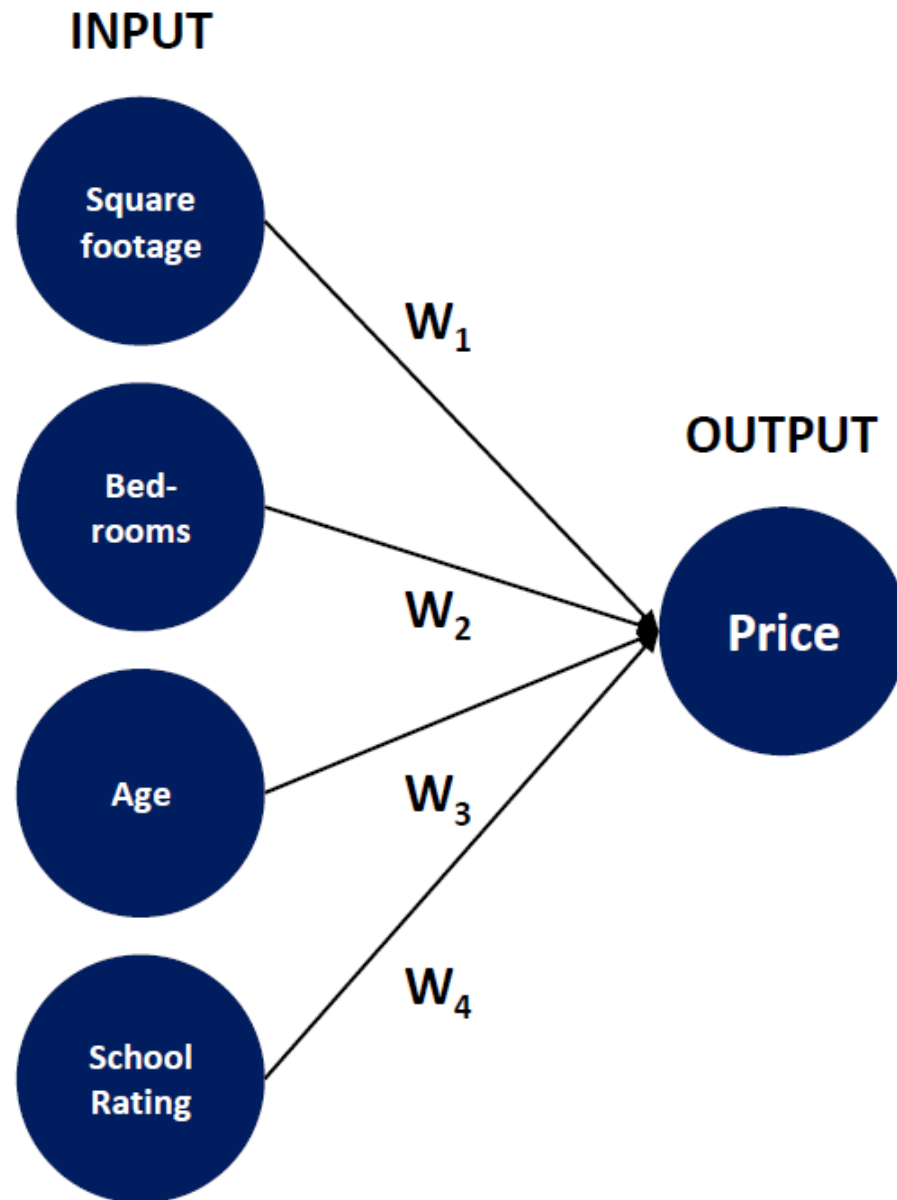 INPUT
Square
footage
W₁
OUTPUT
Bed-
rooms
W₂
Price
Age
W₃
W₄
School
Rating